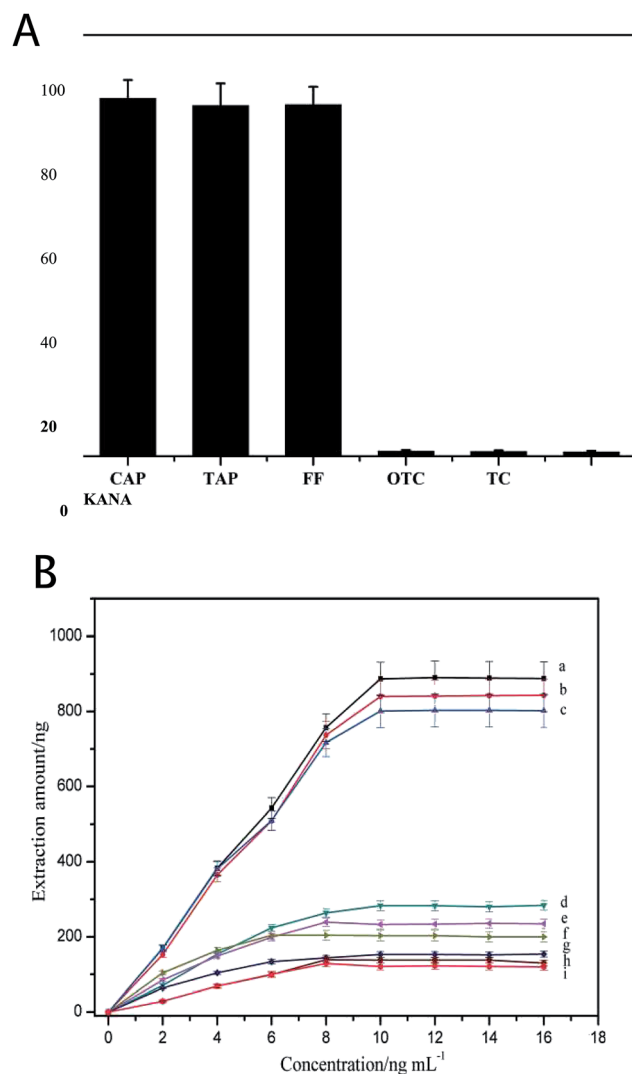 A
100
80
60
40
20
CAP TAP FF OTC TC
KANA
0
B
1000
800
600
400
200
0
a
b
c
d
e
f
g
h
i
0 2 4 6 8 10 12 14 16 18
Extraction amount/ng
Concentration/ng mL⁻¹